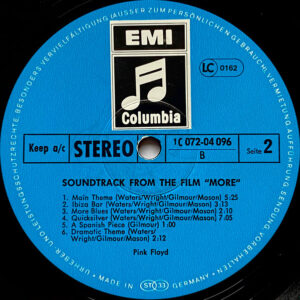 EMI
Columbia
LC 0162
Keep a/c
STEREO
1C 072-04 096
B
Seite 2
SOUNDTRACK FROM THE FILM "MORE"
1. Main Theme (Waters/Wright/Gilmour/Mason) 5:25
2. Ibiza Bar (Waters/Wright/Gilmour/Mason) 3:13
3. More Blues (Waters/Wright/Gilmour/Mason) 2:10
4. Quicksilver (Waters/Wright/Gilmour/Mason) 7:05
5. A Spanish Piece (Gilmour) 1:00
6. Dramatic Theme (Waters/
Wright/Gilmour/Mason) 2:12
Pink Floyd
MADE IN GERMANY
ST 33